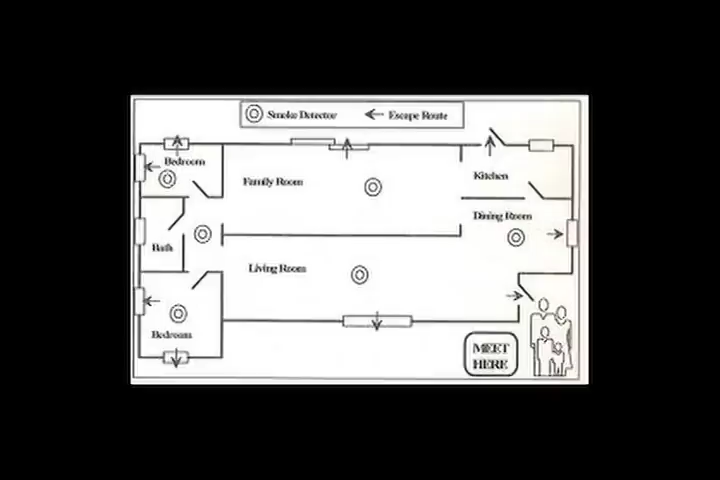 Smoke Detector
Escape Route
Bedroom
Family Room
Kitchen
Dining Room
Bath
Living Room
Bedroom
MEET
HERE